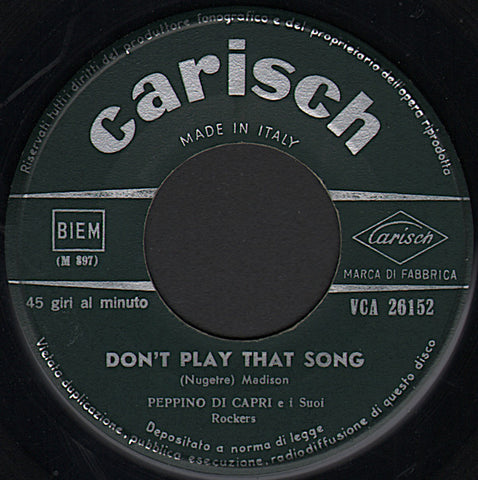 Riservati tutti diritti del produttore fonografico e del proprietario dell'opera riprodotta
carisch
MADE IN ITALY
BIEM
(M 897)
Carisch
MARCA DI FABBRICA
45 giri al minuto
VCA 26152
DON'T PLAY THAT SONG
(Nugetre) Madison
PEPPINO DI CAPRI e i Suoi
Rockers
Depositato a norma di legge
Vietata duplicazione, pubblica esecuzione, radiodiffusione di questo disco